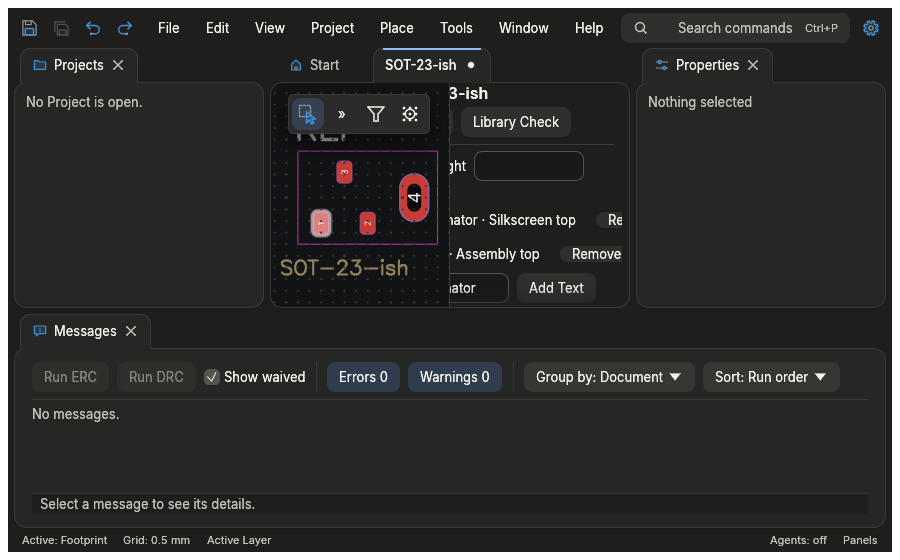 File Edit View Project Place Tools Window Help Search commands Ctrl+P
Projects Start SOT-23-ish Properties
No Project is open.
3-ish
Nothing selected
» Library Check
ght
3
4
1 2
nator · Silkscreen top Re
· Assembly top Remove
SOT-23-ish
nator Add Text
Messages
Run ERC Run DRC Show waived Errors 0 Warnings 0 Group by: Document Sort: Run order
No messages.
Select a message to see its details.
Active: Footprint Grid: 0.5 mm Active Layer Agents: off Panels